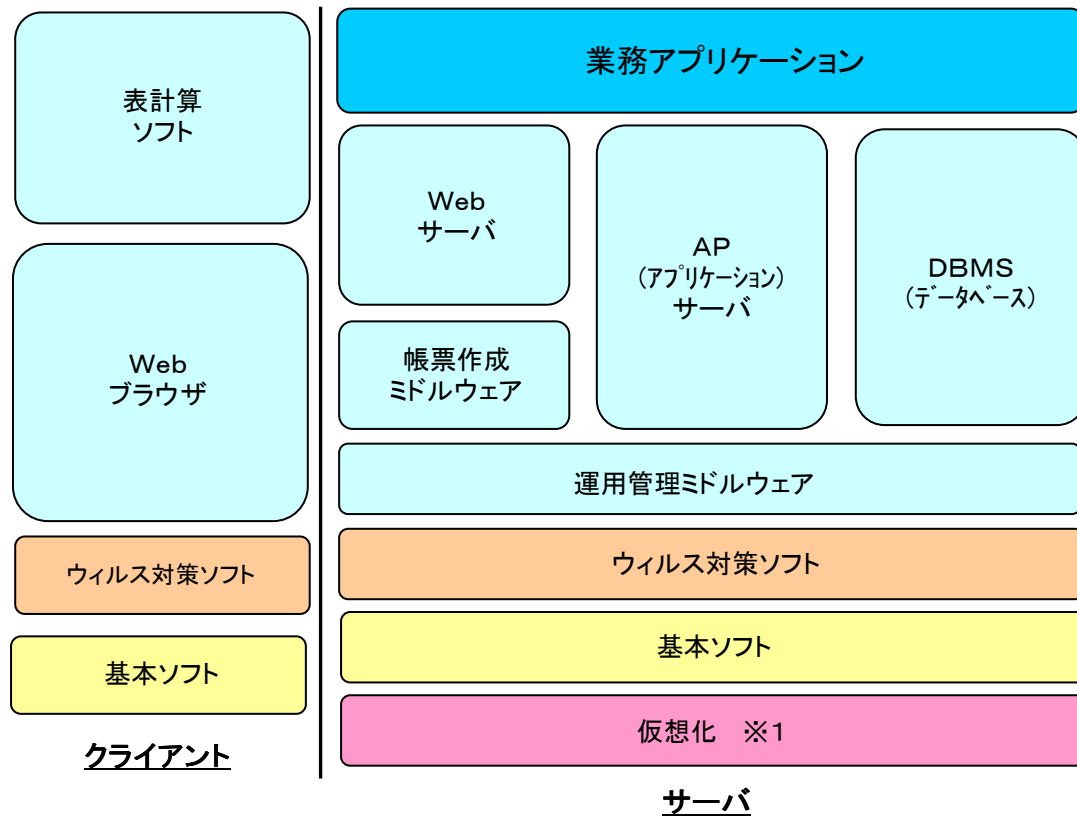 表計算
ソフト
Web
ブラウザ
ウィルス対策ソフト
基本ソフト
クライアント
業務アプリケーション
Web
サーバ
帳票作成
ミドルウェア
AP
(アプリケーション)
サーバ
DBMS
(データベース)
運用管理ミドルウェア
ウィルス対策ソフト
基本ソフト
仮想化　※1
サーバ